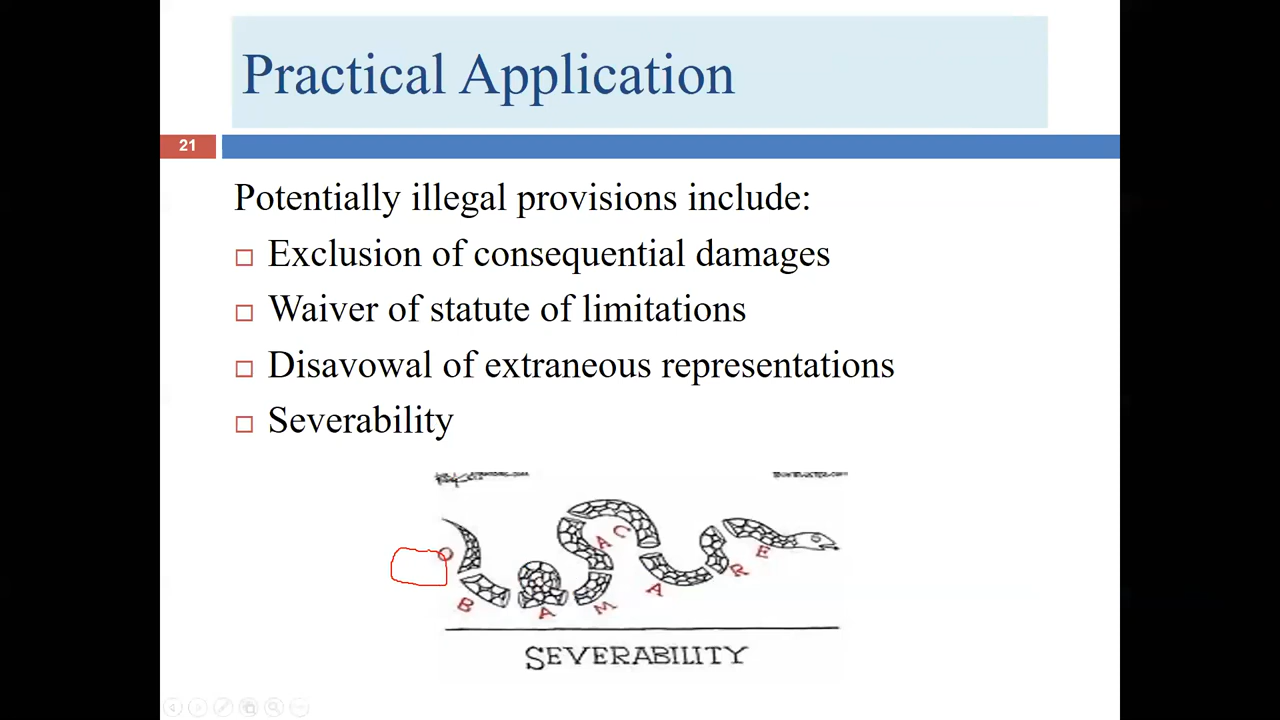 Practical Application
21
Potentially illegal provisions include:
Exclusion of consequential damages
Waiver of statute of limitations
Disavowal of extraneous representations
Severability
O B A M A C A R E
SEVERABILITY